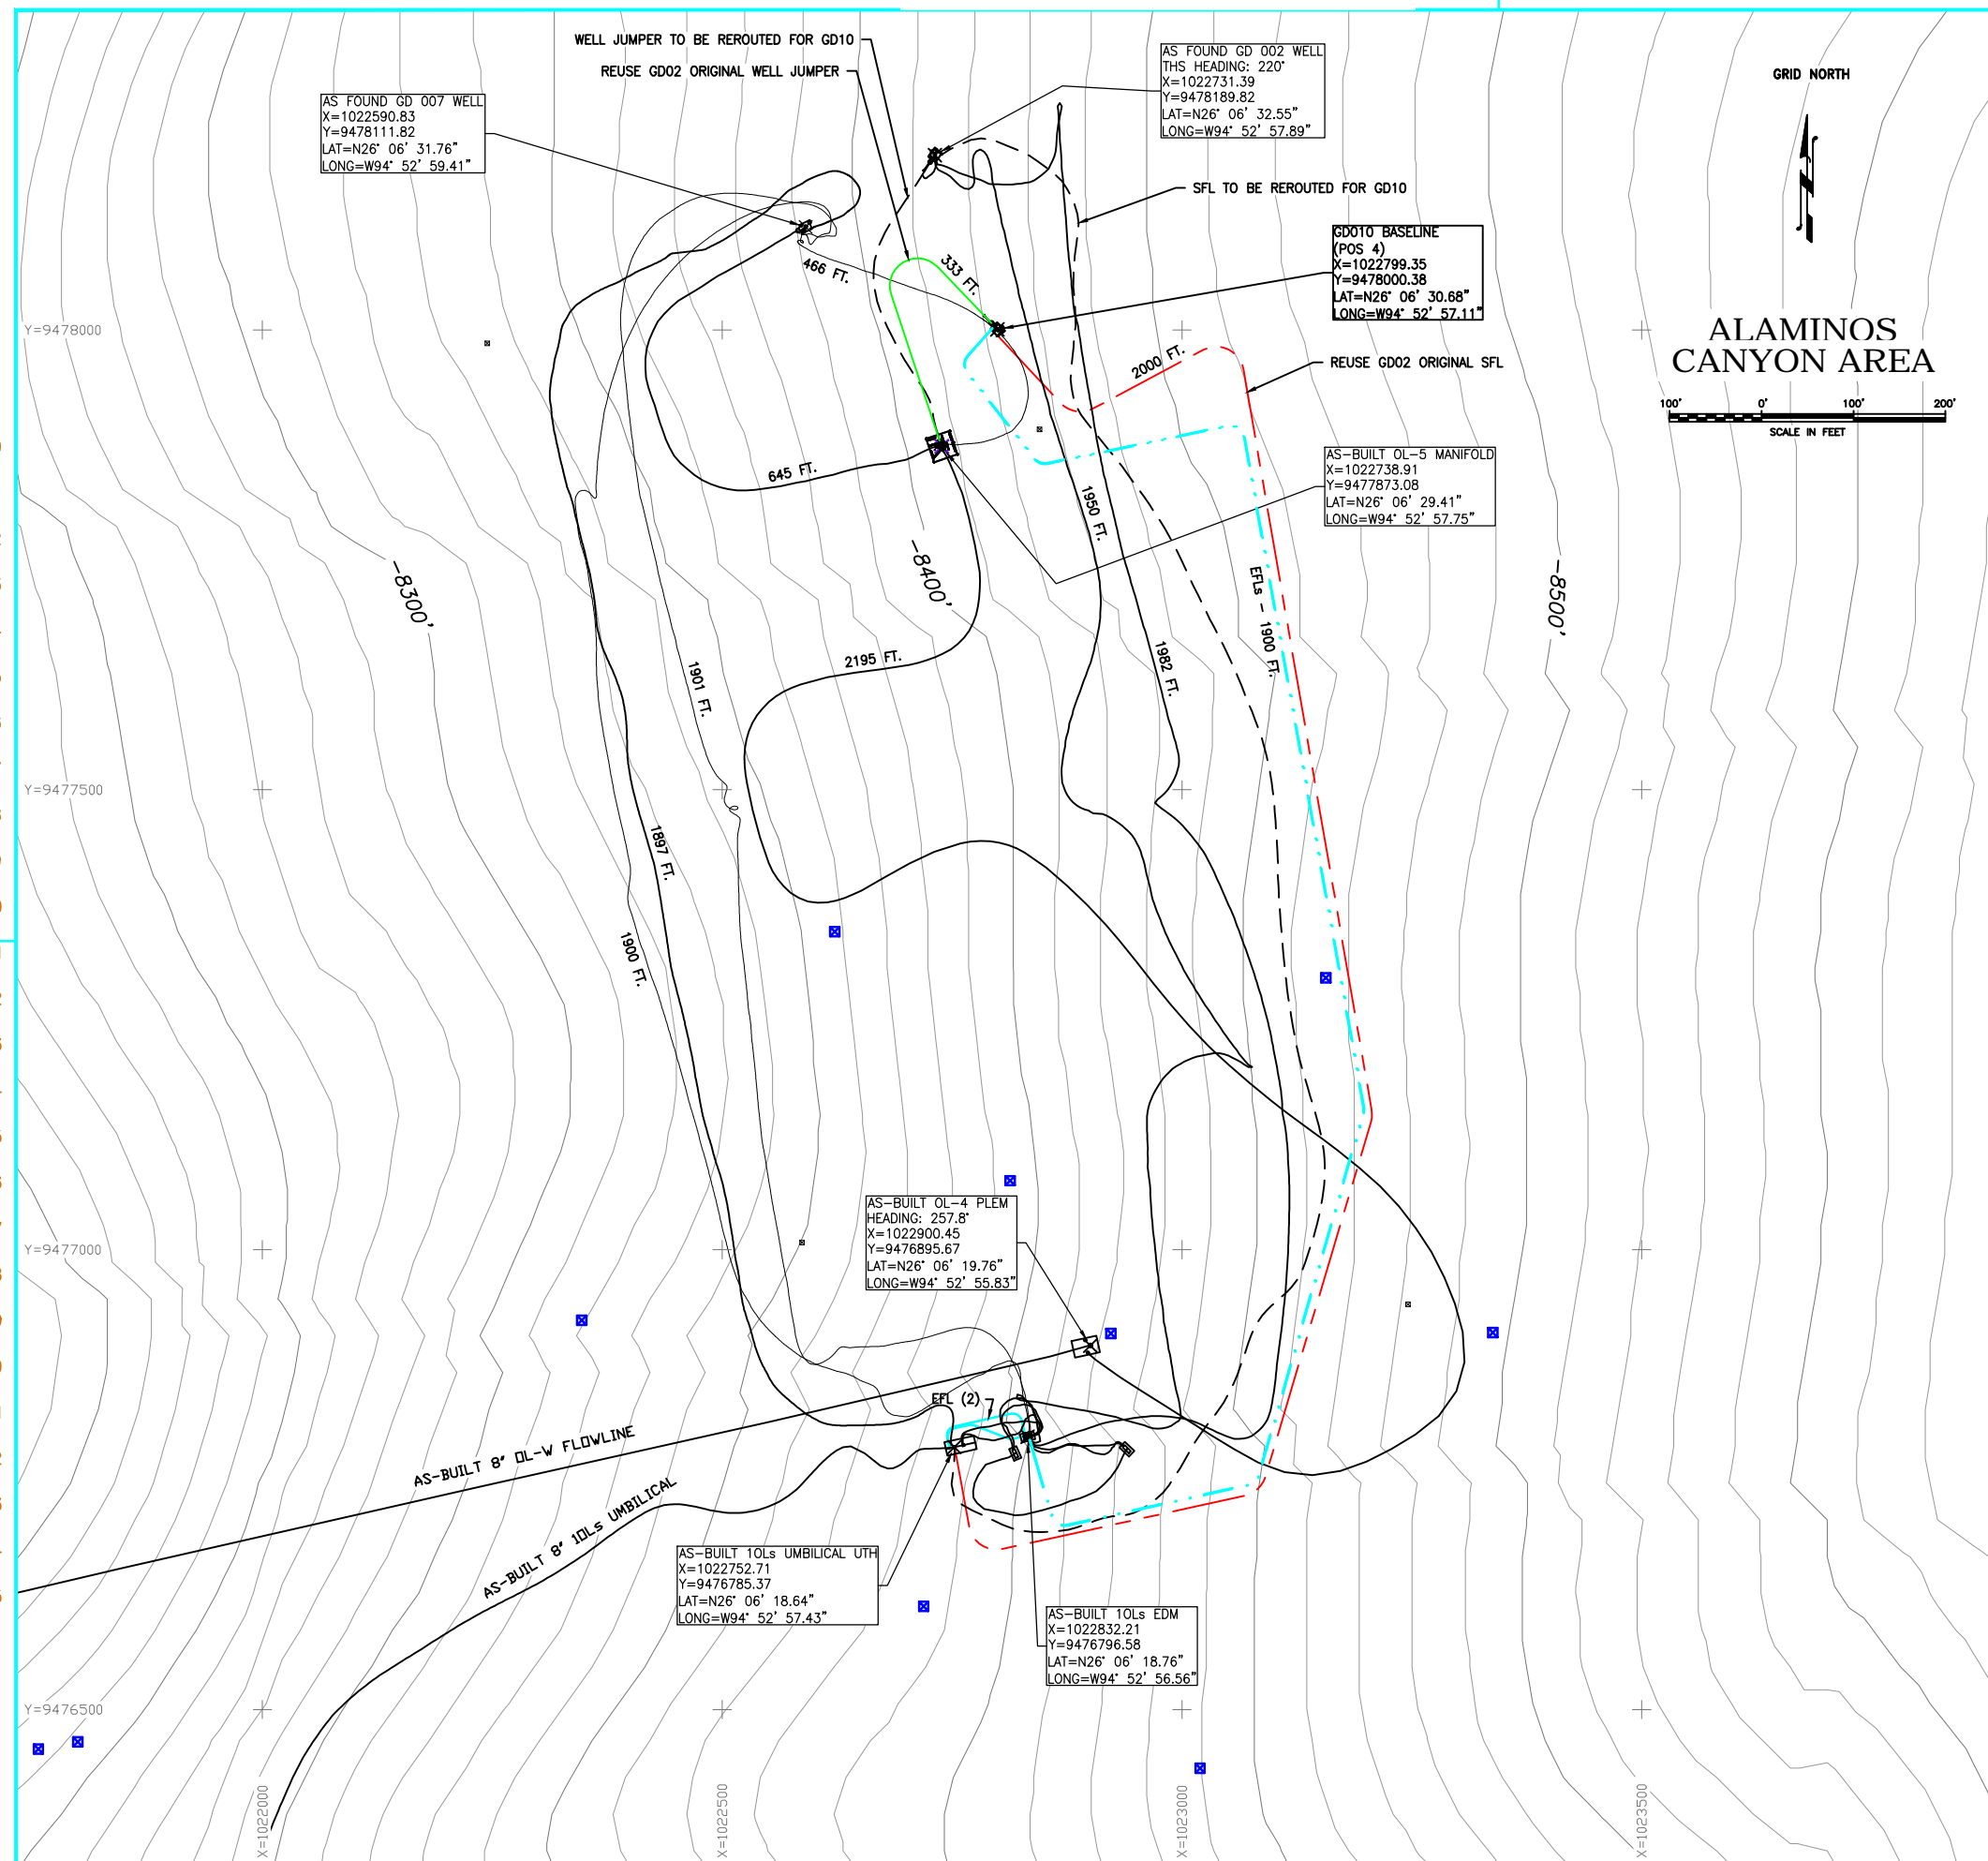 WELL JUMPER TO BE REROUTED FOR GD10
REUSE GD02 ORIGINAL WELL JUMPER
AS FOUND GD 002 WELL
THS HEADING: 220°
X=1022731.39
Y=9478189.82
LAT=N26° 06' 32.55"
LONG=W94° 52' 57.89"
GRID NORTH
AS FOUND GD 007 WELL
X=1022590.83
Y=9478111.82
LAT=N26° 06' 31.76"
LONG=W94° 52' 59.41"
SFL TO BE REROUTED FOR GD10
GD010 BASELINE
(POS 4)
X=1022799.35
Y=9478000.38
LAT=N26° 06' 30.68"
LONG=W94° 52' 57.11"
466 FT.
333 FT.
Y=9478000
ALAMINOS
CANYON AREA
2000 FT.
REUSE GD02 ORIGINAL SFL
100' 0' 100' 200'
SCALE IN FEET
645 FT.
AS-BUILT OL-5 MANIFOLD
X=1022738.91
Y=9477873.08
LAT=N26° 06' 29.41"
LONG=W94° 52' 57.75"
1950 FT.
-8300'
-8400'
-8500'
EFLs - 1900 FT.
2195 FT.
1901 FT.
1982 FT.
Y=9477500
1897 FT.
1900 FT.
AS-BUILT OL-4 PLEM
HEADING: 257.8°
X=1022900.45
Y=9476895.67
LAT=N26° 06' 19.76"
LONG=W94° 52' 55.83"
Y=9477000
EFL (2)
AS-BUILT 8" OL-W FLOWLINE
AS-BUILT 8" 10Ls UMBILICAL
AS-BUILT 10Ls UMBILICAL UTH
X=1022752.71
Y=9476785.37
LAT=N26° 06' 18.64"
LONG=W94° 52' 57.43"
AS-BUILT 10Ls EDM
X=1022832.21
Y=9476796.58
LAT=N26° 06' 18.76"
LONG=W94° 52' 56.56"
Y=9476500
X=1022000
X=1022500
X=1023000
X=1023500